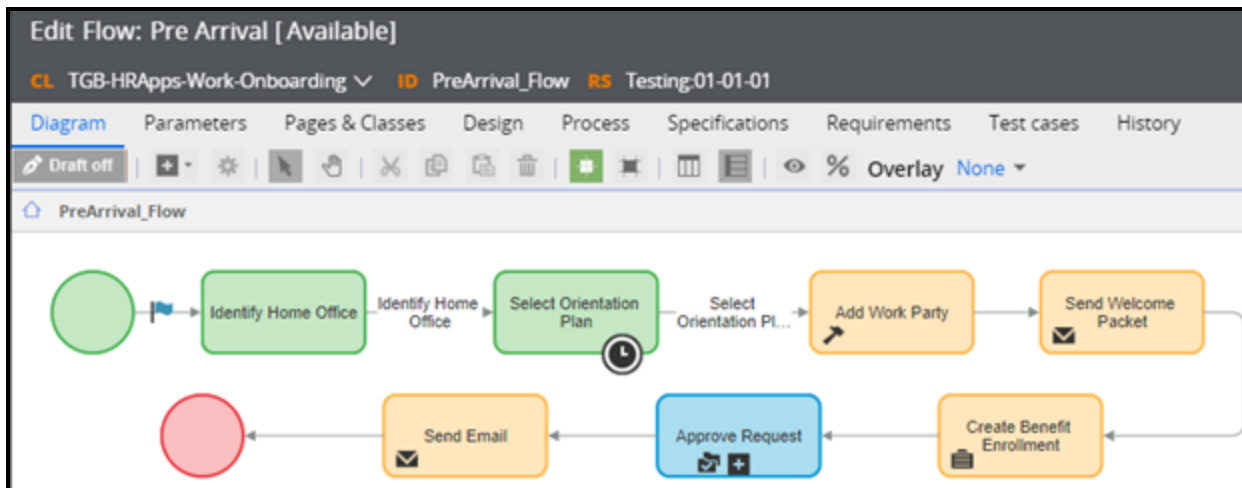 Edit Flow: Pre Arrival [Available]
CL TGB-HRApps-Work-Onboarding ID PreArrival_Flow RS Testing:01-01-01
Diagram Parameters Pages & Classes Design Process Specifications Requirements Test cases History
Draft off Overlay None
PreArrival_Flow
Identify Home Office
Identify Home
Office
Select Orientation
Plan
Select
Orientation Pl...
Add Work Party
Send Welcome
Packet
Send Email
Approve Request
Create Benefit
Enrollment